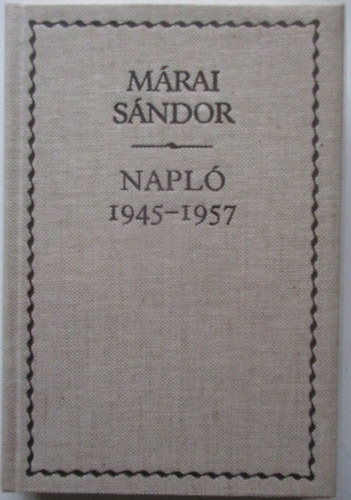 MÁRAI
SÁNDOR
NAPLÓ
1945-1957